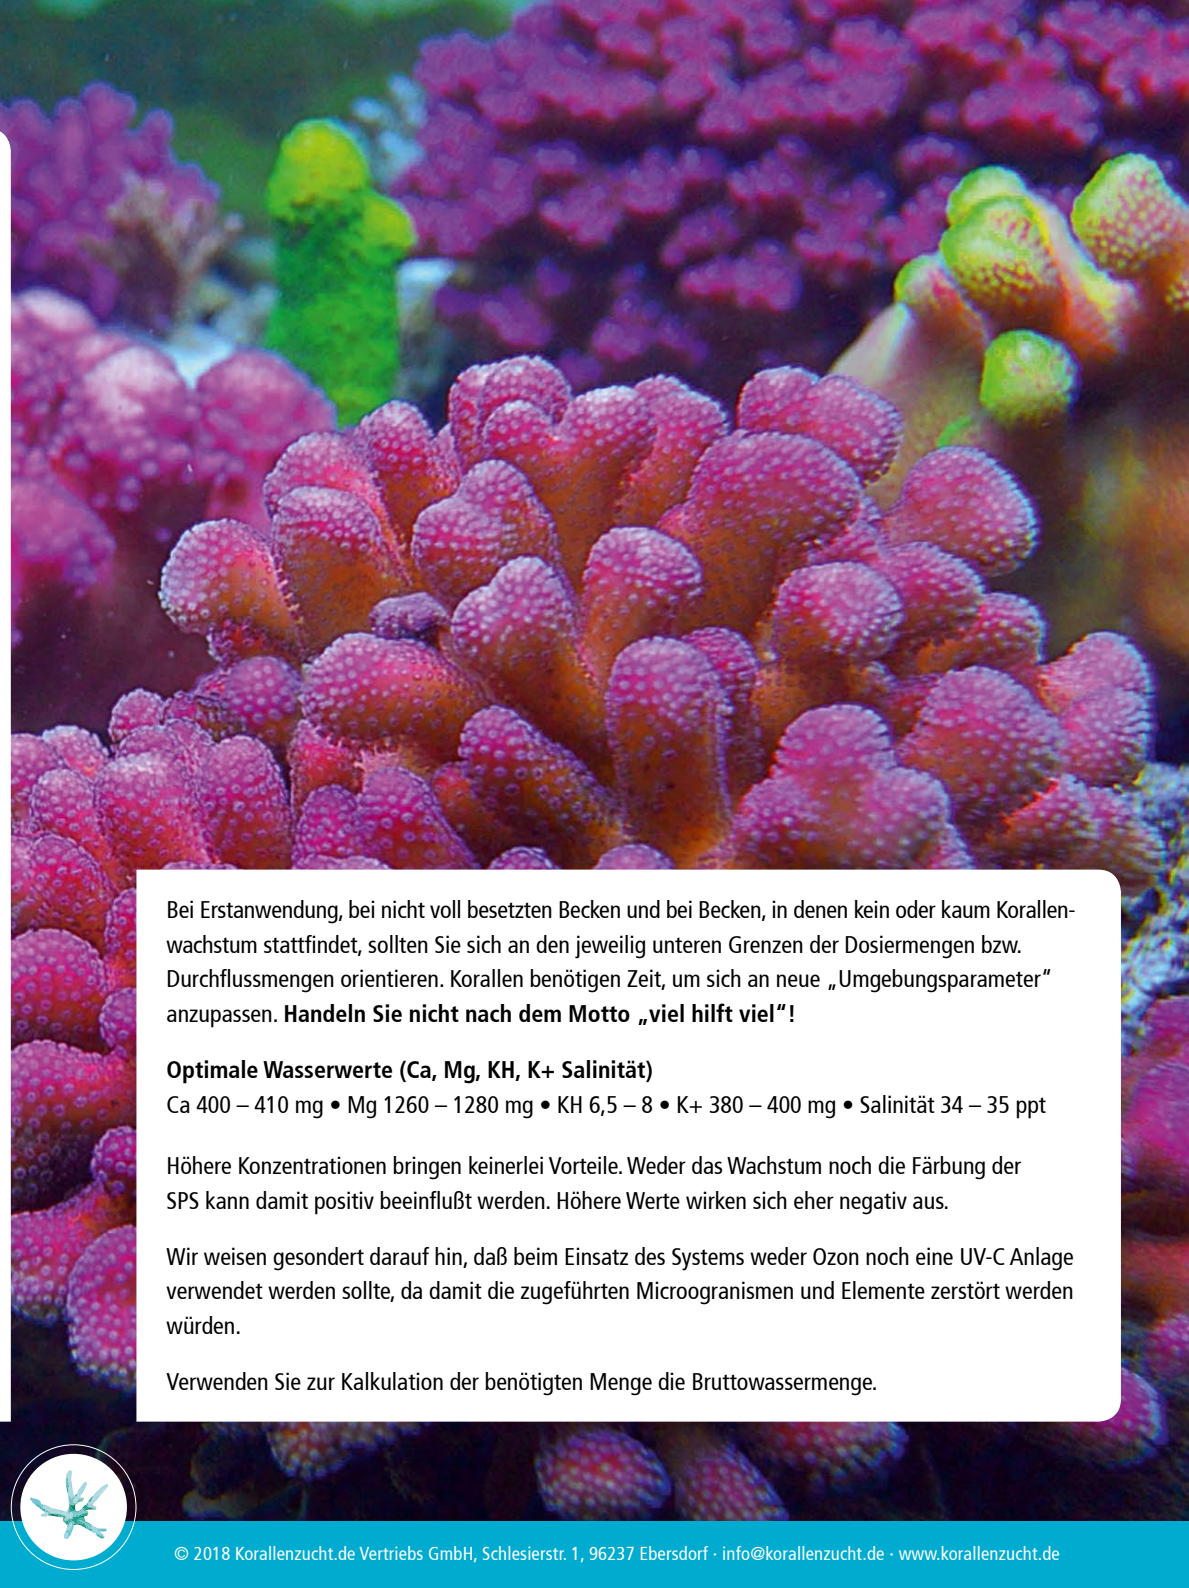 Bei Erstanwendung, bei nicht voll besetzten Becken und bei Becken, in denen kein oder kaum Korallen-
wachstum stattfindet, sollten Sie sich an den jeweilig unteren Grenzen der Dosiermengen bzw.
Durchflussmengen orientieren. Korallen benötigen Zeit, um sich an neue „Umgebungsparameter“
anzupassen. Handeln Sie nicht nach dem Motto „viel hilft viel“!
Optimale Wasserwerte (Ca, Mg, KH, K+ Salinität)
Ca 400 – 410 mg • Mg 1260 – 1280 mg • KH 6,5 – 8 • K+ 380 – 400 mg • Salinität 34 – 35 ppt
Höhere Konzentrationen bringen keinerlei Vorteile. Weder das Wachstum noch die Färbung der
SPS kann damit positiv beeinflußt werden. Höhere Werte wirken sich eher negativ aus.
Wir weisen gesondert darauf hin, daß beim Einsatz des Systems weder Ozon noch eine UV-C Anlage
verwendet werden sollte, da damit die zugeführten Microogranismen und Elemente zerstört werden
würden.
Verwenden Sie zur Kalkulation der benötigten Menge die Bruttowassermenge.
© 2018 Korallenzucht.de Vertriebs GmbH, Schlesierstr. 1, 96237 Ebersdorf · info@korallenzucht.de · www.korallenzucht.de